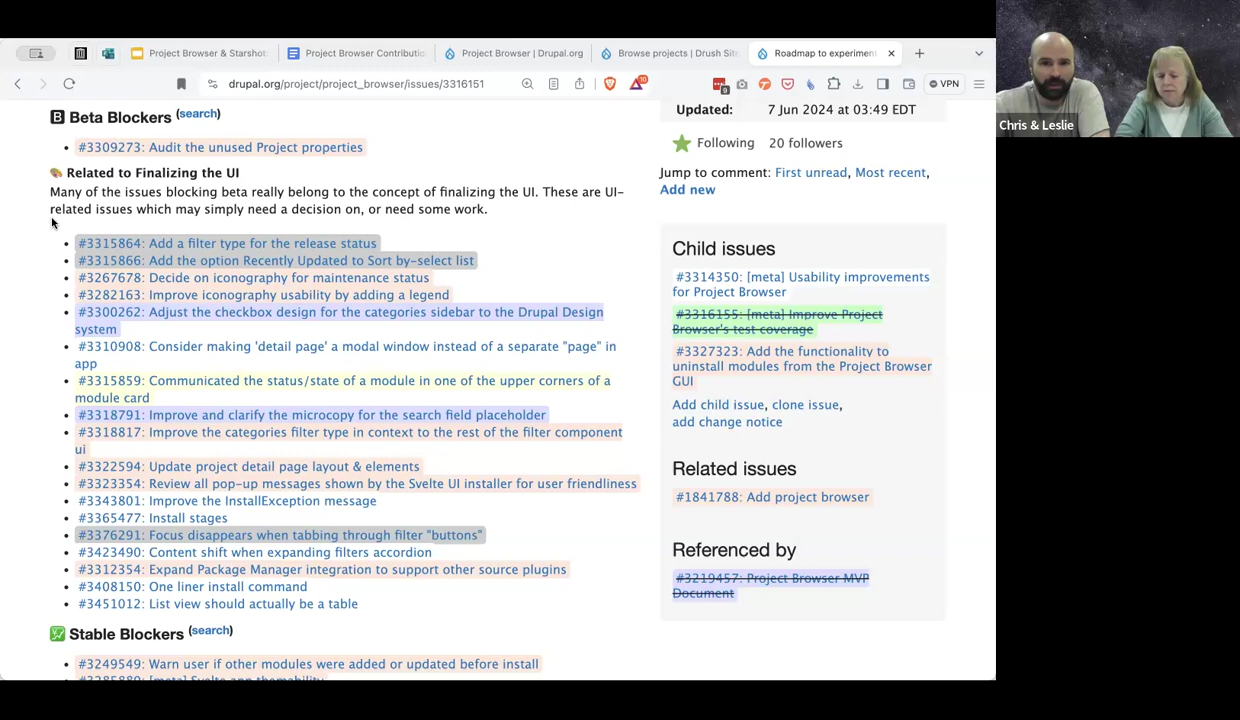 Project Browser & Starshot
Project Browser Contributio
Project Browser | Drupal.org
Browse projects | Drush Site
Roadmap to experiment
drupal.org/project/project_browser/issues/3316151
10
9
VPN
Chris & Leslie
B Beta Blockers (search)
#3309273: Audit the unused Project properties
Related to Finalizing the UI
Many of the issues blocking beta really belong to the concept of finalizing the UI. These are UI-
related issues which may simply need a decision on, or need some work.
#3315864: Add a filter type for the release status
#3315866: Add the option Recently Updated to Sort by-select list
#3267678: Decide on iconography for maintenance status
#3282163: Improve iconography usability by adding a legend
#3300262: Adjust the checkbox design for the categories sidebar to the Drupal Design
system
#3310908: Consider making 'detail page' a modal window instead of a separate "page" in
app
#3315859: Communicated the status/state of a module in one of the upper corners of a
module card
#3318791: Improve and clarify the microcopy for the search field placeholder
#3318817: Improve the categories filter type in context to the rest of the filter component
ui
#3322594: Update project detail page layout & elements
#3323354: Review all pop-up messages shown by the Svelte UI installer for user friendliness
#3343801: Improve the InstallException message
#3365477: Install stages
#3376291: Focus disappears when tabbing through filter "buttons"
#3423490: Content shift when expanding filters accordion
#3312354: Expand Package Manager integration to support other source plugins
#3408150: One liner install command
#3451012: List view should actually be a table
Stable Blockers (search)
#3249549: Warn user if other modules were added or updated before install
#3285889: [meta] Svelte app themability
Updated: 7 Jun 2024 at 03:49 EDT
Following 20 followers
Jump to comment: First unread, Most recent,
Add new
Child issues
#3314350: [meta] Usability improvements
for Project Browser
#3316155: [meta] Improve Project
Browser's test coverage
#3327323: Add the functionality to
uninstall modules from the Project Browser
GUI
Add child issue, clone issue,
add change notice
Related issues
#1841788: Add project browser
Referenced by
#3219457: Project Browser MVP
Document